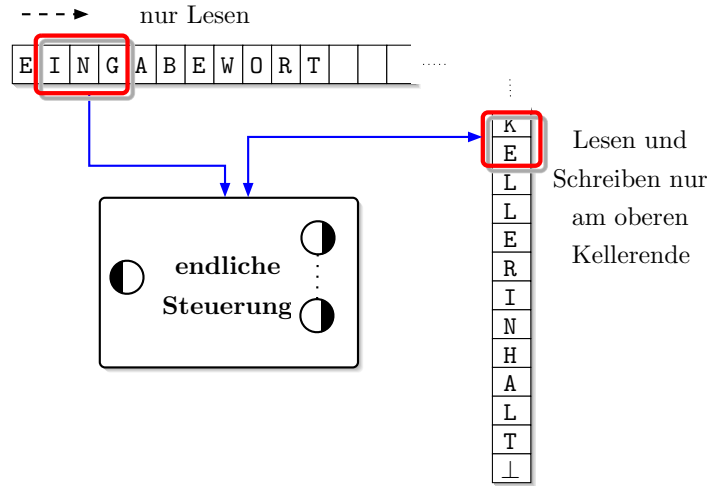 nur Lesen
E I N G A B E W O R T
K
E
L
L
E
R
I
N
H
A
L
T
⊥
Lesen und
Schreiben nur
am oberen
Kellerende
endliche
Steuerung